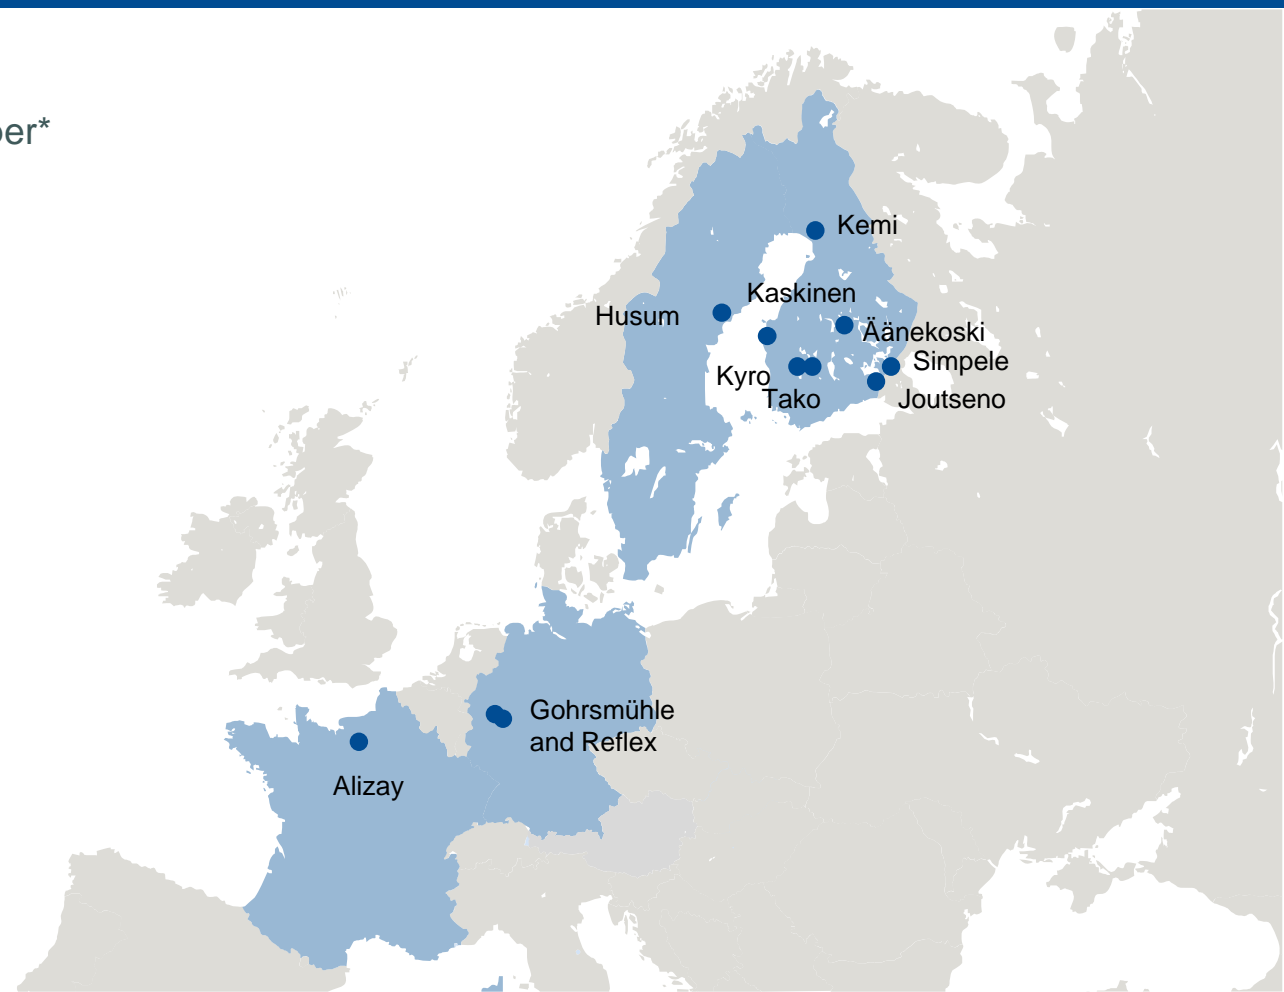 per*
Kemi
Kaskinen
Husum
Äänekoski
Simpele
Kyro
Tako
Joutseno
Gohrsmühle
and Reflex
Alizay